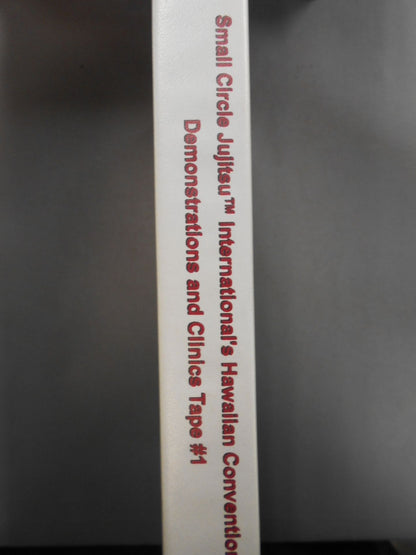 Small Circle Jujitsu™ International's Hawaiian Convention
Demonstrations and Clinics Tape #1